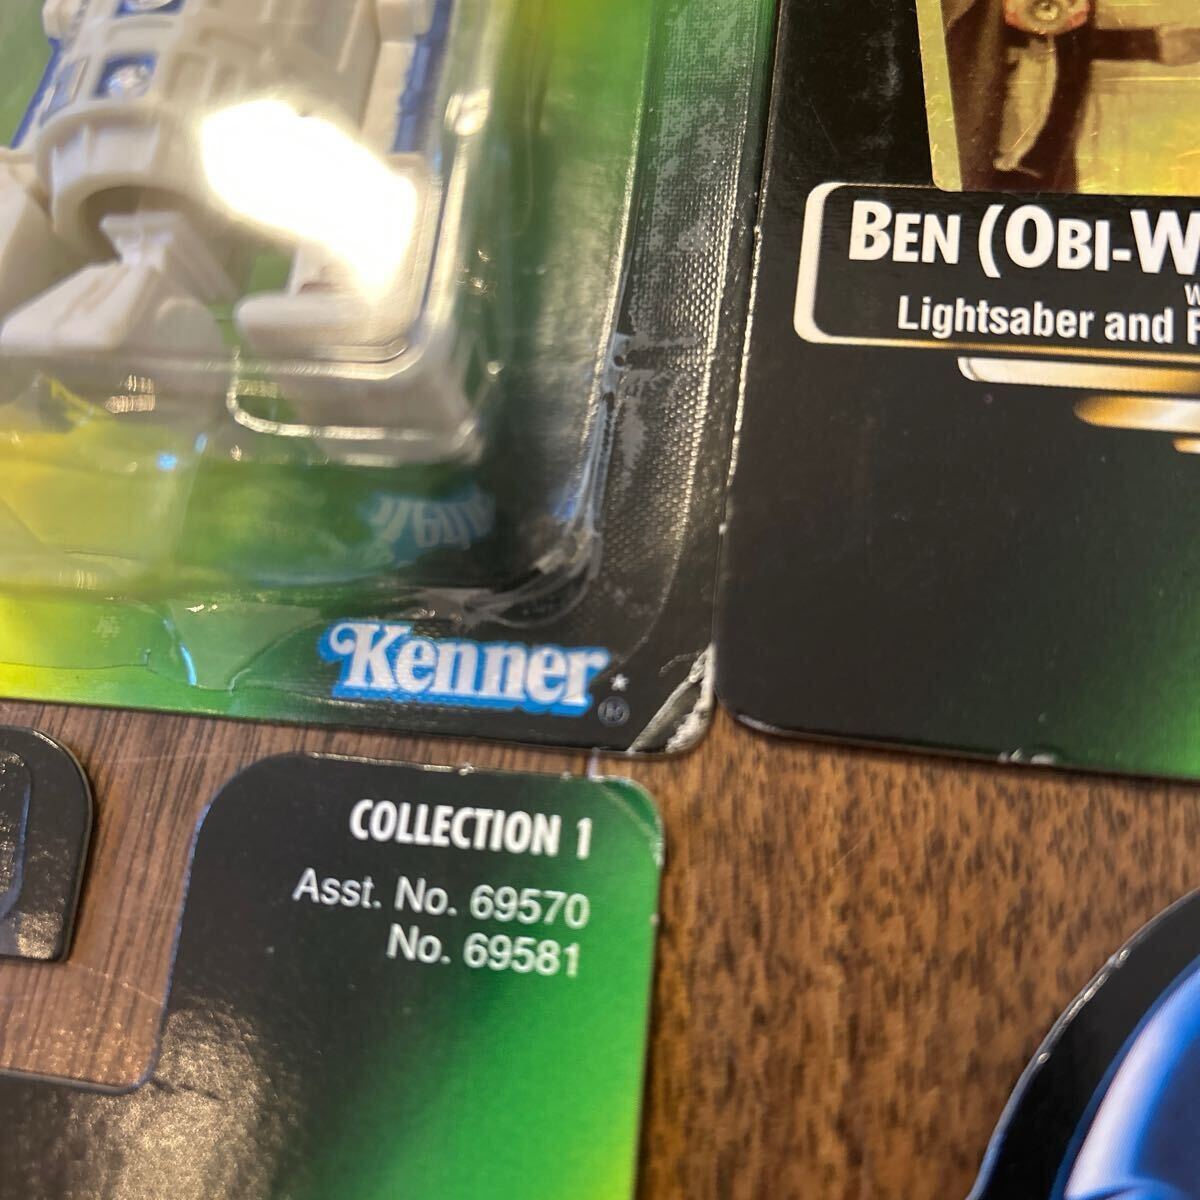 BEN (OBI-W
W
Lightsaber and F
Kenner
COLLECTION 1
Asst. No. 69570
No. 69581